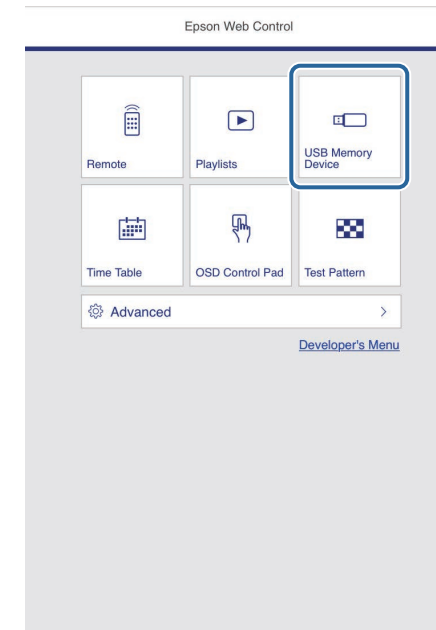 Epson Web Control
Remote
Playlists
USB Memory
Device
Time Table
OSD Control Pad
Test Pattern
Advanced
Developer's Menu